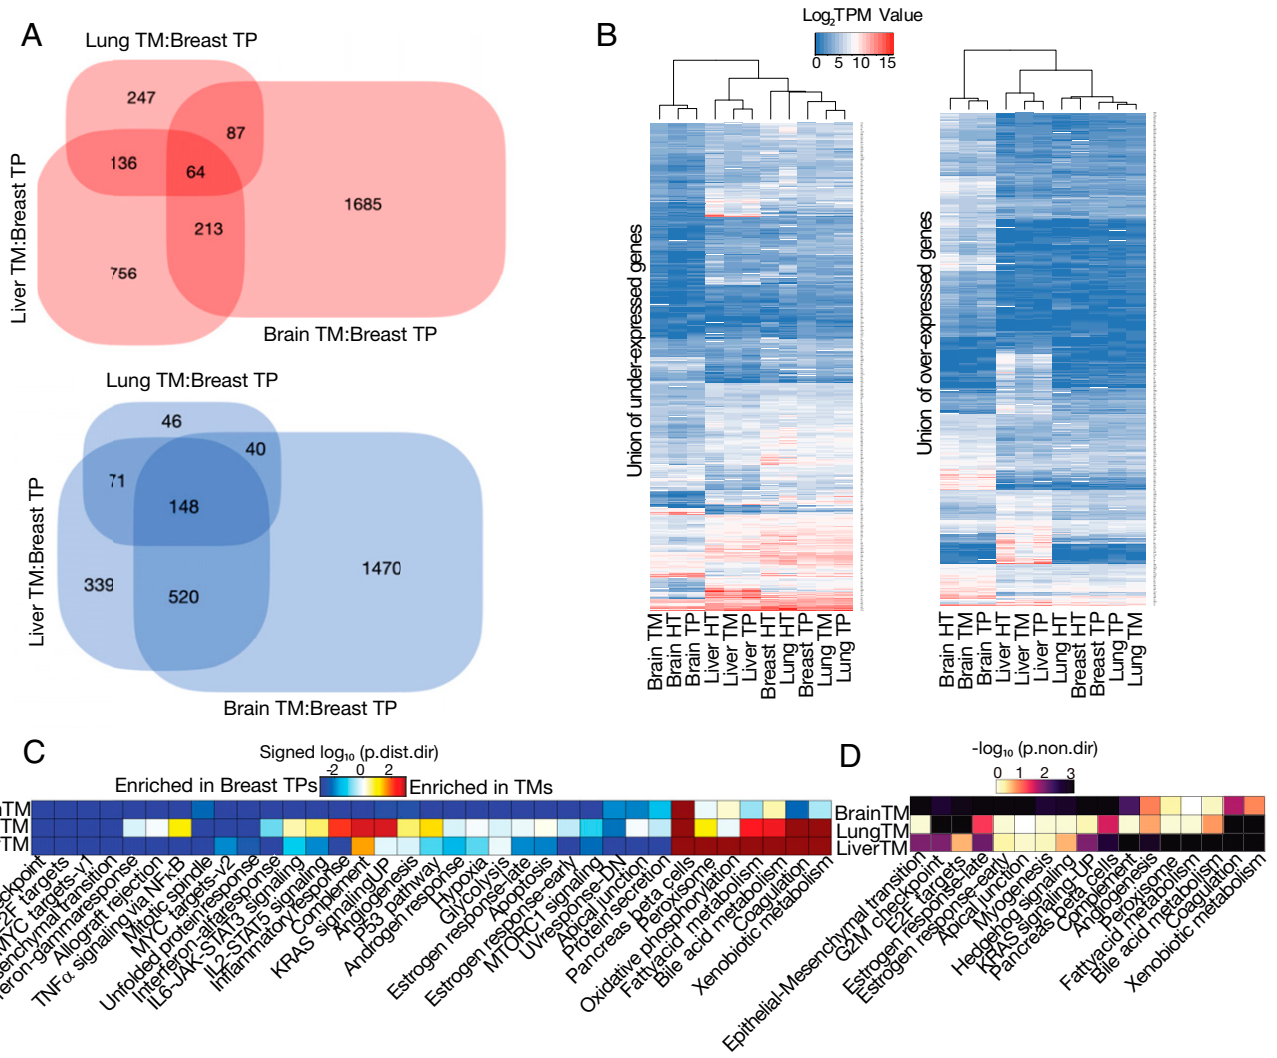 A
Lung TM:Breast TP
247
87
136
64
1685
213
756
Liver TM:Breast TP
Brain TM:Breast TP
Lung TM:Breast TP
46
40
71
148
1470
339
520
Liver TM:Breast TP
Brain TM:Breast TP
B
Log2TPM Value
0 5 10 15
Union of under-expressed genes
Brain TM
Brain HT
Brain TP
Liver HT
Liver TM
Liver TP
Breast HT
Lung HT
Breast TP
Lung TM
Lung TP
Union of over-expressed genes
Brain HT
Brain TM
Brain TP
Liver HT
Liver TM
Liver TP
Lung HT
Breast HT
Breast TP
Lung TP
Lung TM
C
Signed log10 (p.dist.dir)
Enriched in Breast TPs
-2 0 2
Enriched in TMs
nTM
TM
rTM
eckpoint
E2F targets
MYC targets-v1
senchymal transition
feron-gammaresponse
Allograft rejection
TNFα signaling via NFκB
Mitotic spindle
MYC targets-v2
Unfolded protein response
Interferon-alfaresponse
IL6-JAK-STAT3 signaling
IL2-STAT5 signaling
Inflammatory response
Complement
KRAS signalingUP
Angiogenesis
P53 pathway
Androgen response
Hypoxia
Glycolysis
Estrogen response-late
Apoptosis
Estrogen response-early
MTORC1 signaling
UVresponse-DN
Apical junction
Protein secretion
Pancreas beta cells
Peroxisome
Oxidative phosphorylation
Fattyacid metabolism
Bile acid metabolism
Coagulation
Xenobiotic metabolism
D
-log10 (p.non.dir)
0 1 2 3
BrainTM
LungTM
LiverTM
Epithelial-Mesenchymal transition
G2M checkpoint
E2F targets
Estrogen response-late
Estrogen response-early
Apical junction
Myogenesis
Hedgehog signaling
KRAS signaling UP
Pancreas beta cells
Complement
Angiogenesis
Peroxisome
Fattyacid metabolism
Bile acid metabolism
Coagulation
Xenobiotic metabolism